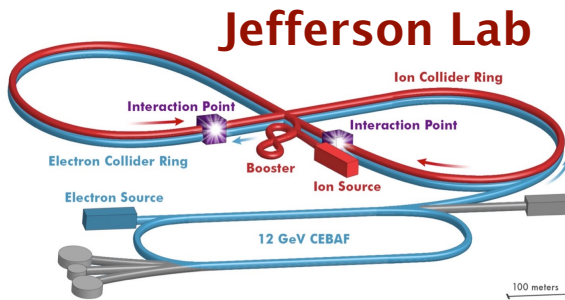 Jefferson Lab
Ion Collider Ring
Interaction Point
Interaction Point
Electron Collider Ring
Booster
Ion Source
Electron Source
12 GeV CEBAF
100 meters